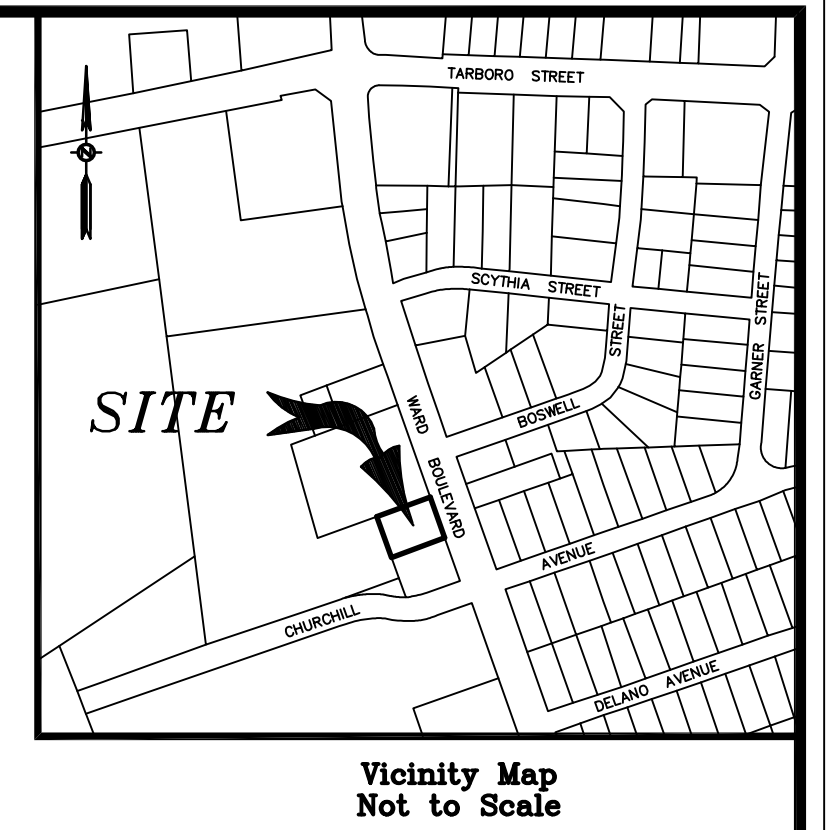 TARBORO STREET
N
SCYTHIA STREET
STREET
GARNER STREET
SITE
WARD BOULEVARD
BOSWELL
AVENUE
CHURCHILL
DELANO AVENUE
Vicinity Map
Not to Scale